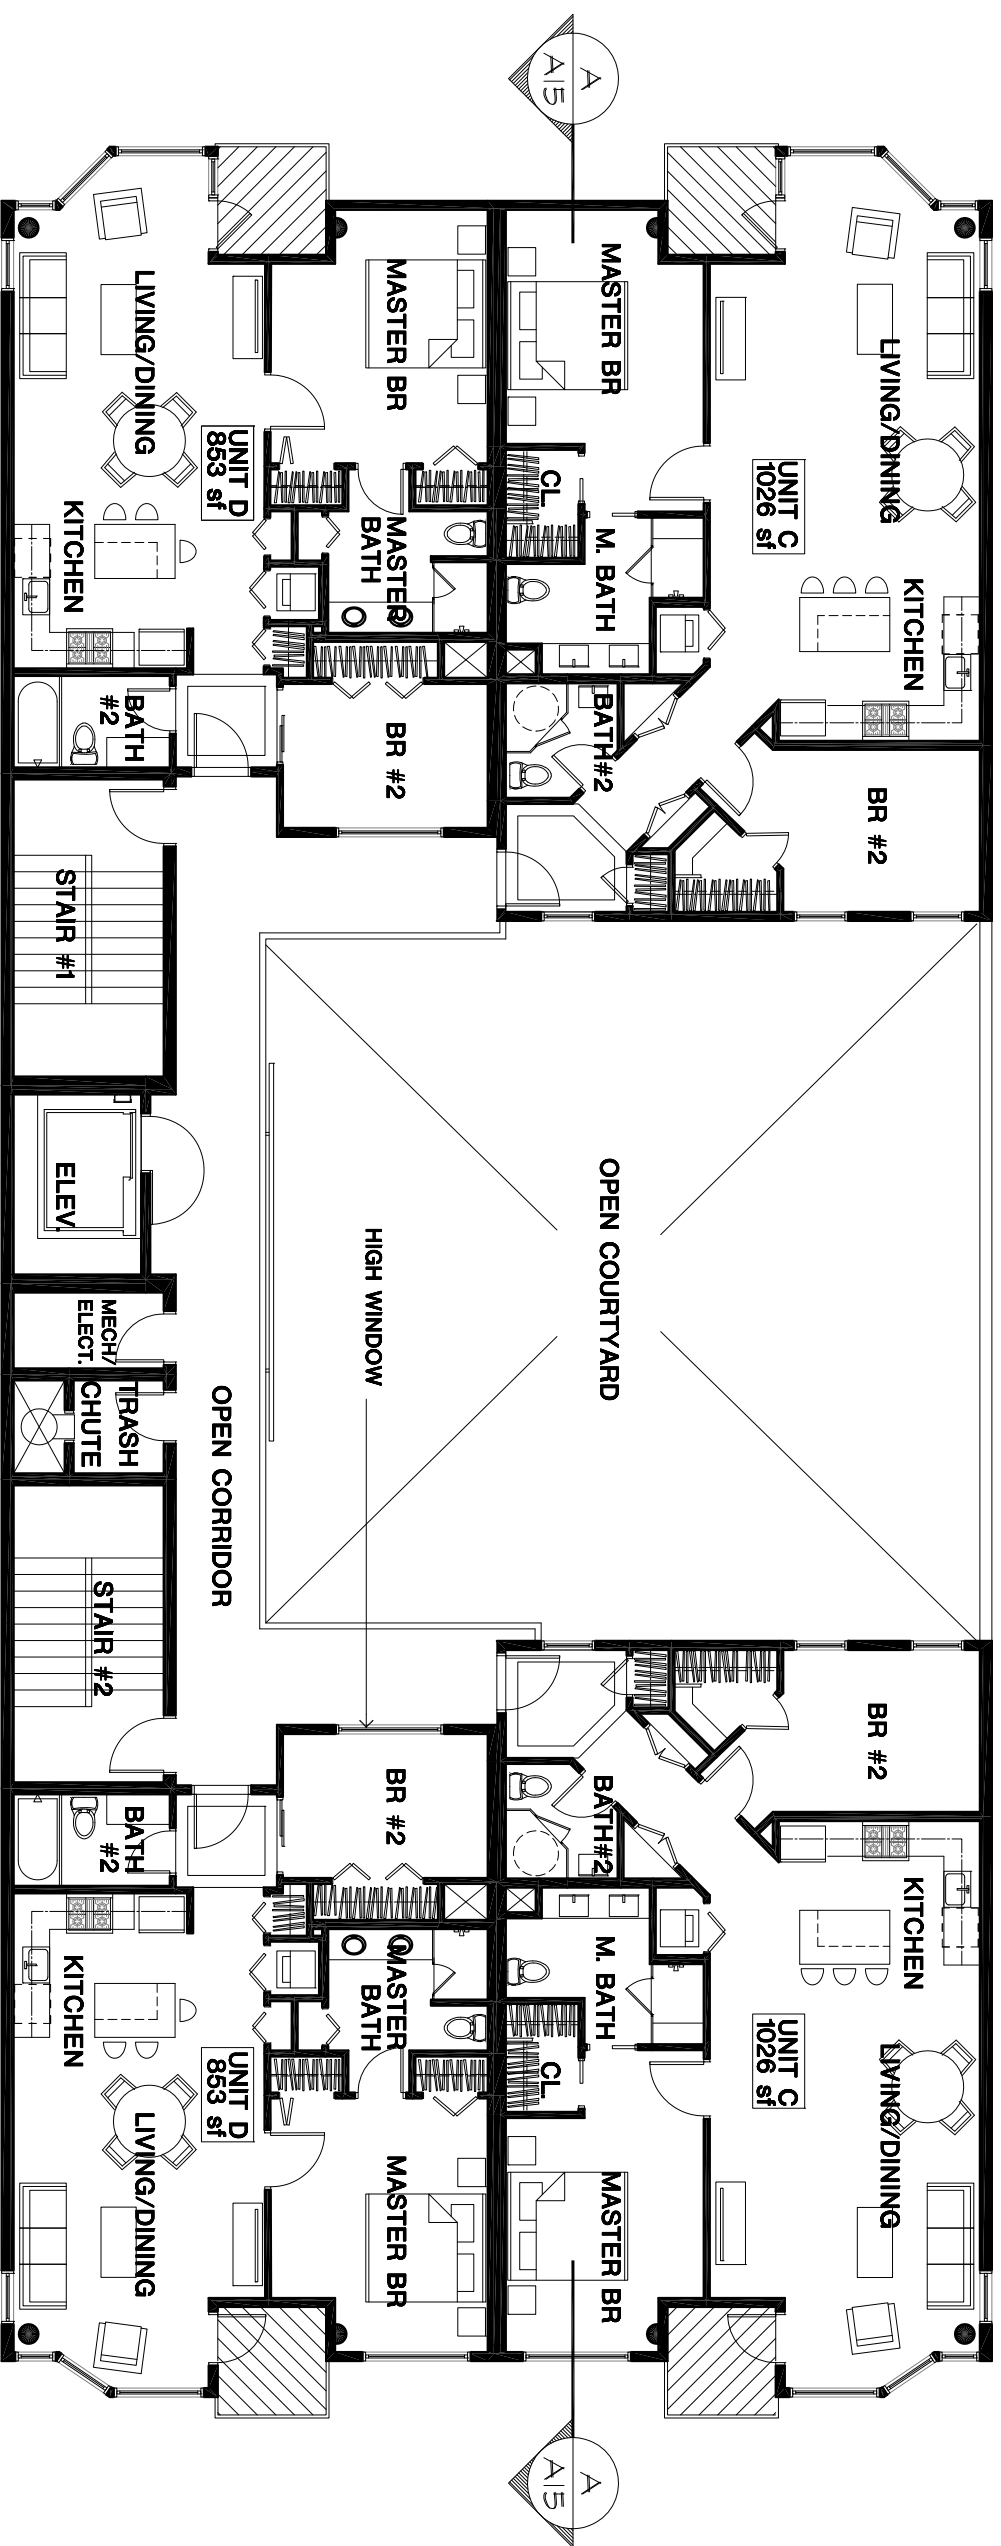 A
A15
LIVING/DINING
MASTER BR
MASTER BR
LIVING/DINING
UNIT D
853 sf
CL
UNIT C
1026 sf
KITCHEN
MASTER
BATH
M. BATH
KITCHEN
BATH
#2
BR #2
BATH#2
BR #2
STAIR #1
ELEV.
OPEN COURTYARD
HIGH WINDOW
MECH/
ELECT.
TRASH
CHUTE
OPEN CORRIDOR
STAIR #2
BATH
#2
BR #2
BATH#2
BR #2
KITCHEN
MASTER
BATH
M. BATH
KITCHEN
UNIT D
853 sf
CL
UNIT C
1026 sf
LIVING/DINING
MASTER BR
MASTER BR
LIVING/DINING
A
A15